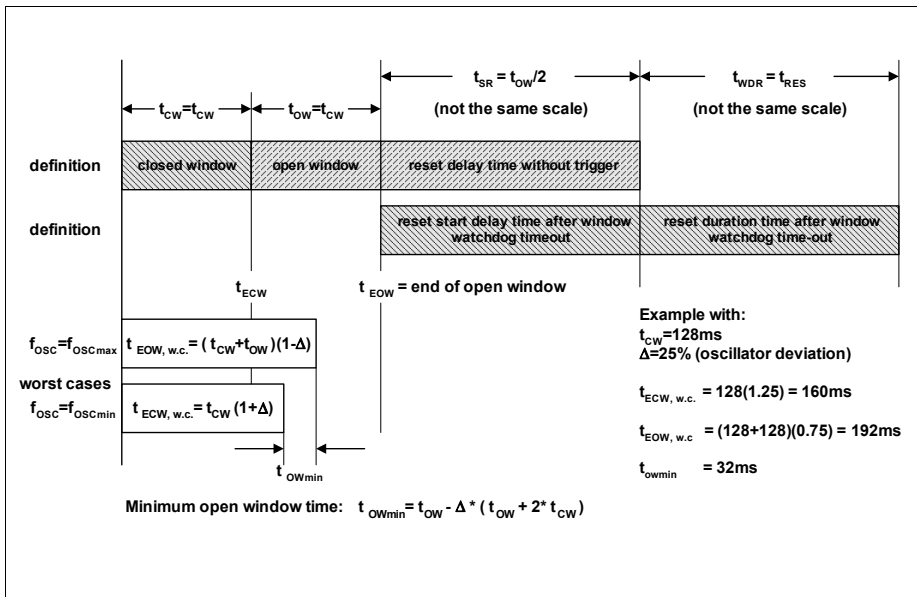 t_SR = t_OW/2
(not the same scale)
t_WDR = t_RES
(not the same scale)
t_CW=t_CW
t_OW=t_CW
definition
closed window
open window
reset delay time without trigger
definition
reset start delay time after window
watchdog timeout
reset duration time after window
watchdog time-out
t_ECW
t_EOW = end of open window
f_OSC=f_OSCmax
t_EOW, w.c. = ( t_CW+t_OW)(1-Δ)
worst cases
f_OSC=f_OSCmin
t_ECW, w.c. = t_CW (1+Δ)
t_OWmin
Minimum open window time: t_OWmin= t_OW - Δ * ( t_OW + 2* t_CW)
Example with:
t_CW=128ms
Δ=25% (oscillator deviation)
t_ECW, w.c. = 128(1.25) = 160ms
t_EOW, w.c = (128+128)(0.75) = 192ms
t_owmin = 32ms